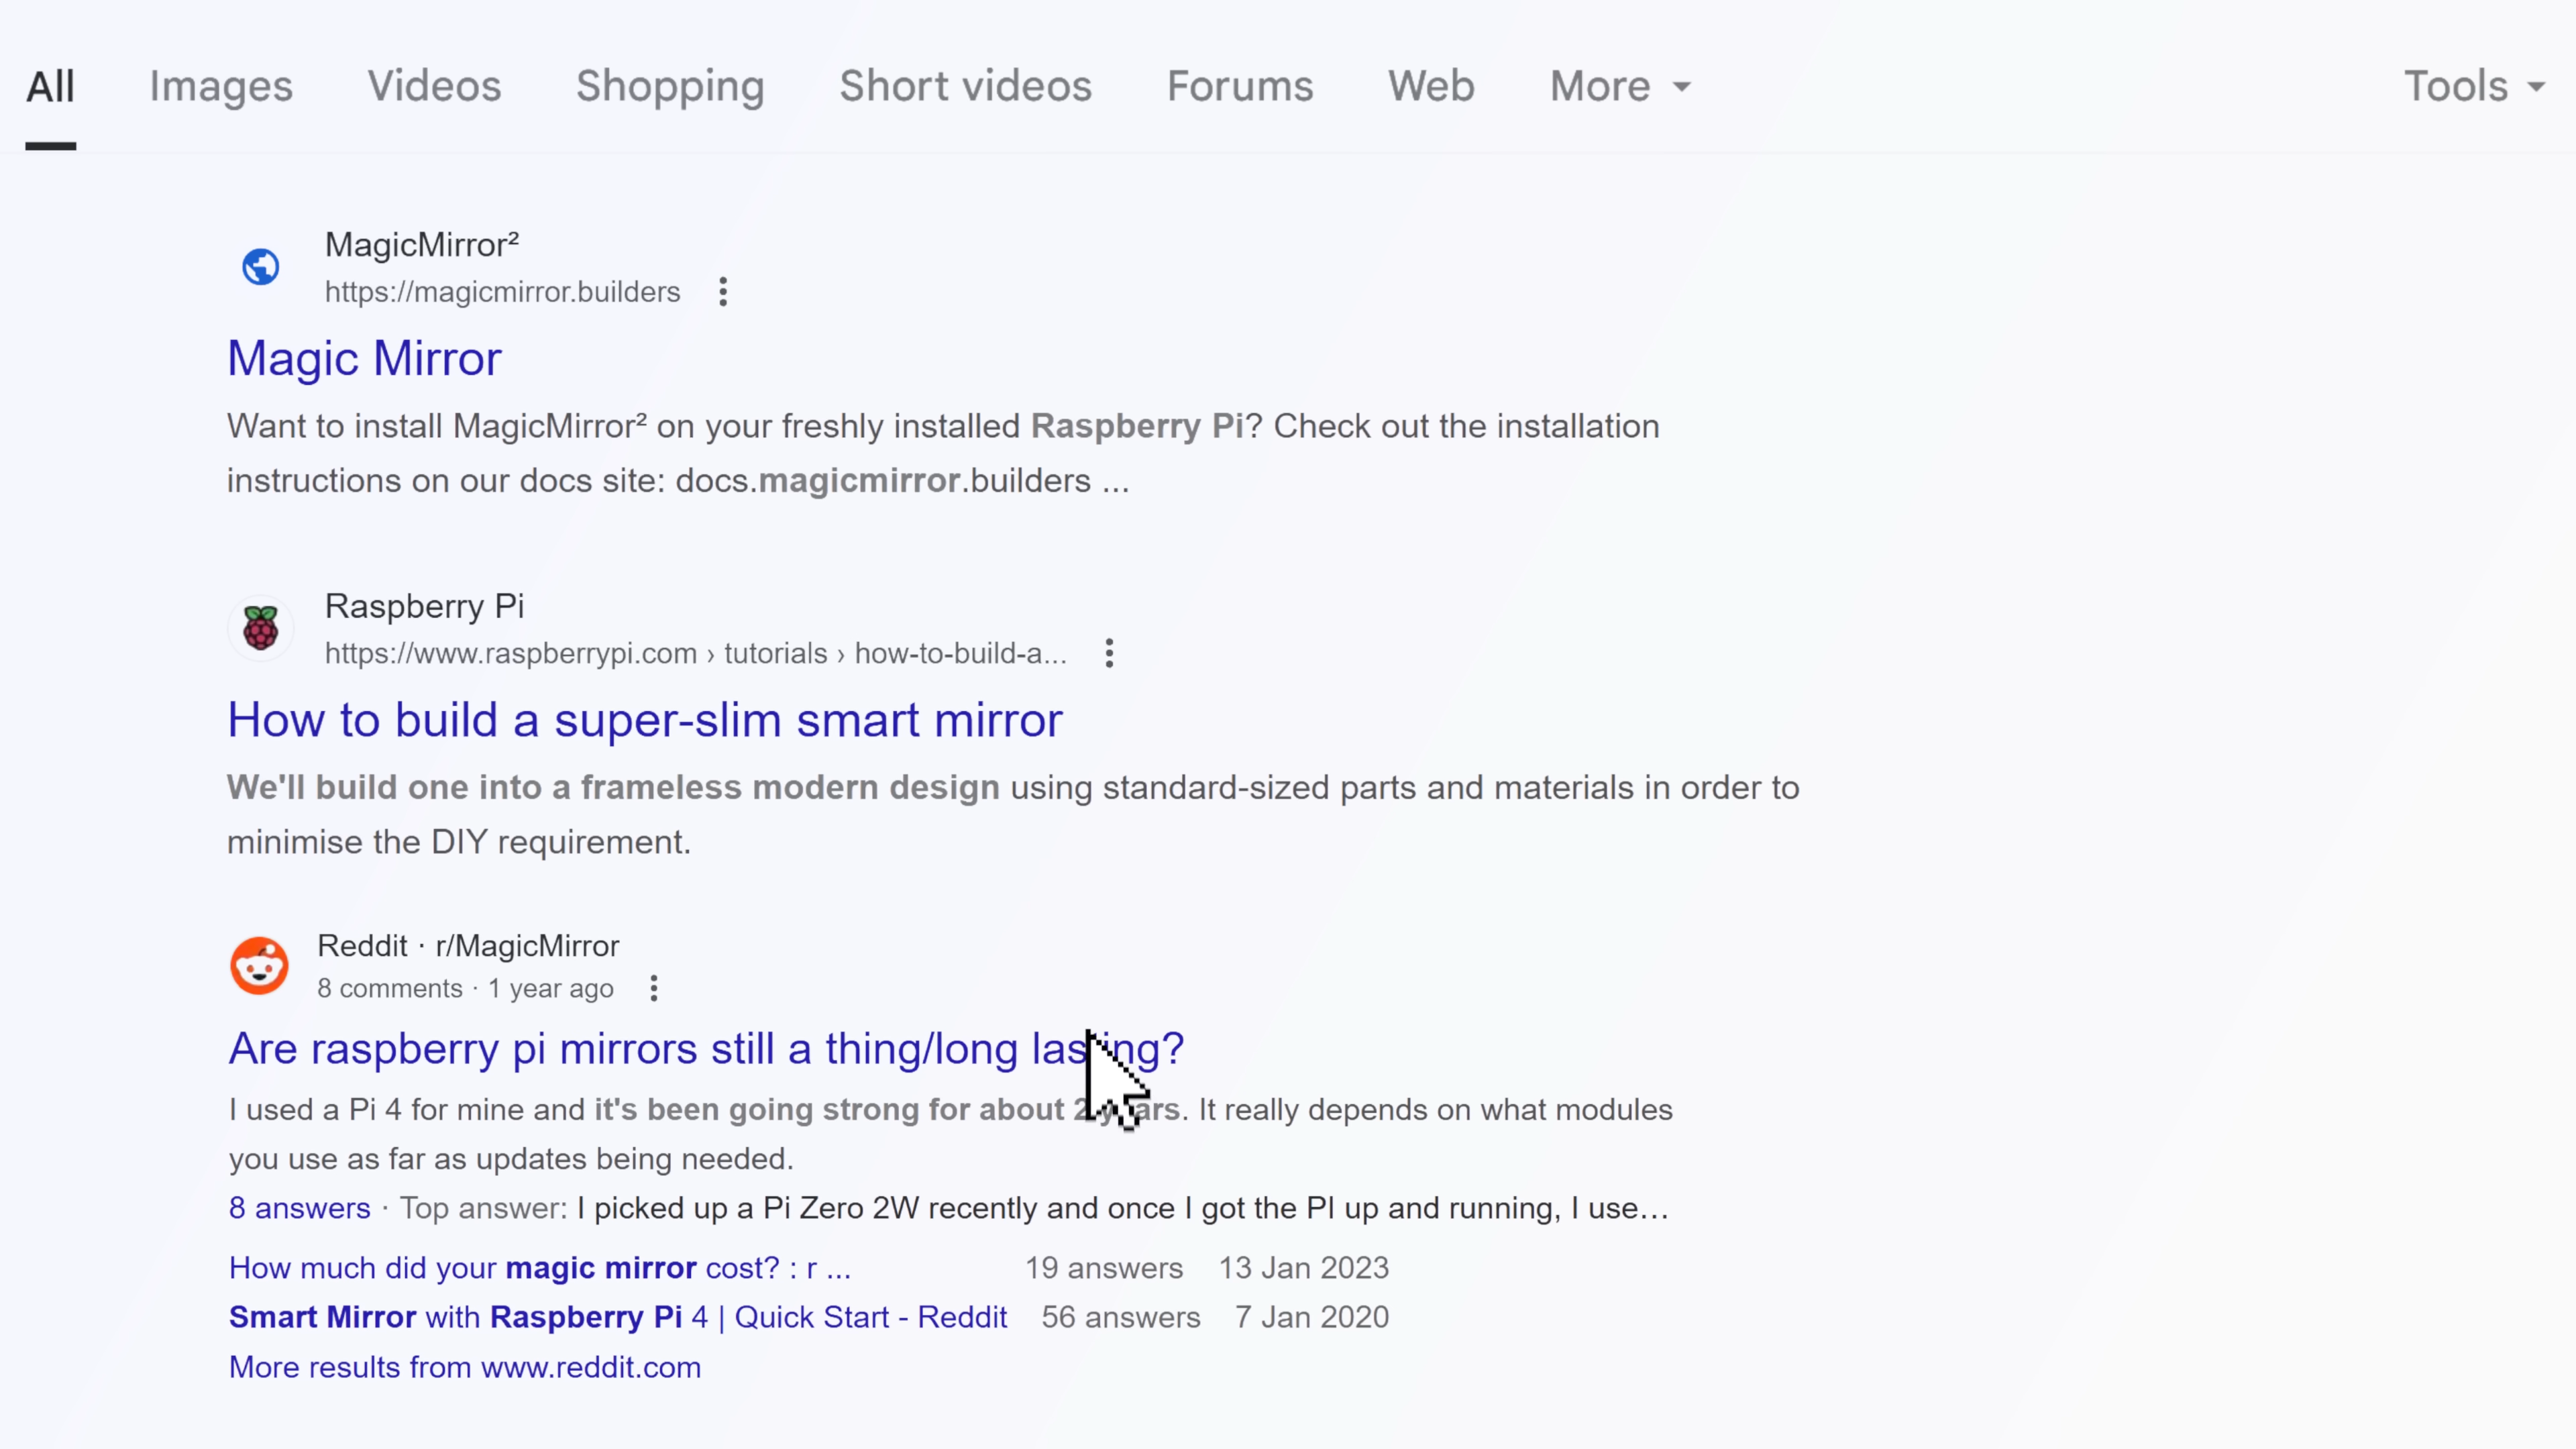 All Images Videos Shopping Short videos Forums Web More Tools
MagicMirror²
https://magicmirror.builders
Magic Mirror
Want to install MagicMirror² on your freshly installed Raspberry Pi? Check out the installation
instructions on our docs site: docs.magicmirror.builders ...
Raspberry Pi
https://www.raspberrypi.com › tutorials › how-to-build-a...
How to build a super-slim smart mirror
We'll build one into a frameless modern design using standard-sized parts and materials in order to
minimise the DIY requirement.
Reddit · r/MagicMirror
8 comments · 1 year ago
Are raspberry pi mirrors still a thing/long lasting?
I used a Pi 4 for mine and it's been going strong for about 2 years. It really depends on what modules
you use as far as updates being needed.
8 answers · Top answer: I picked up a Pi Zero 2W recently and once I got the PI up and running, I use...
How much did your magic mirror cost? : r ... 19 answers 13 Jan 2023
Smart Mirror with Raspberry Pi 4 | Quick Start - Reddit 56 answers 7 Jan 2020
More results from www.reddit.com